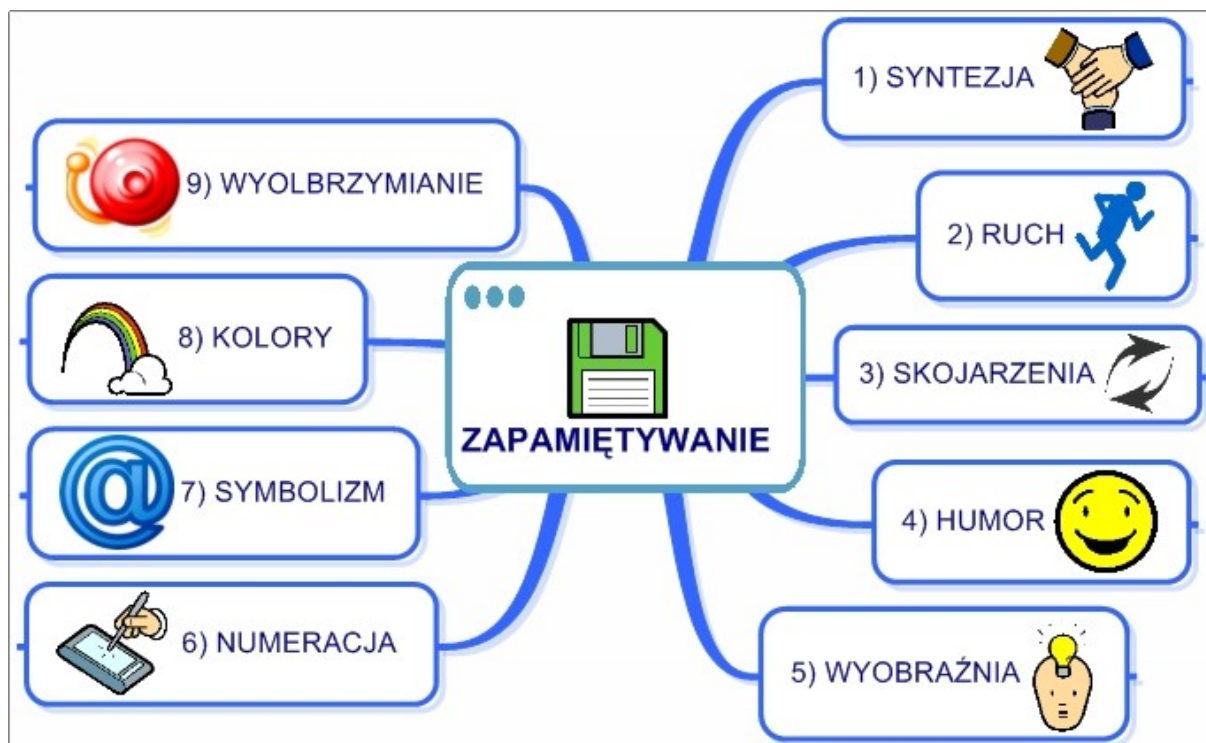 ZAPAMIĘTYWANIE
1) SYNTEZJA
2) RUCH
3) SKOJARZENIA
4) HUMOR
5) WYOBRAŹNIA
6) NUMERACJA
7) SYMBOLIZM
8) KOLORY
9) WYOLBRZYMIANIE